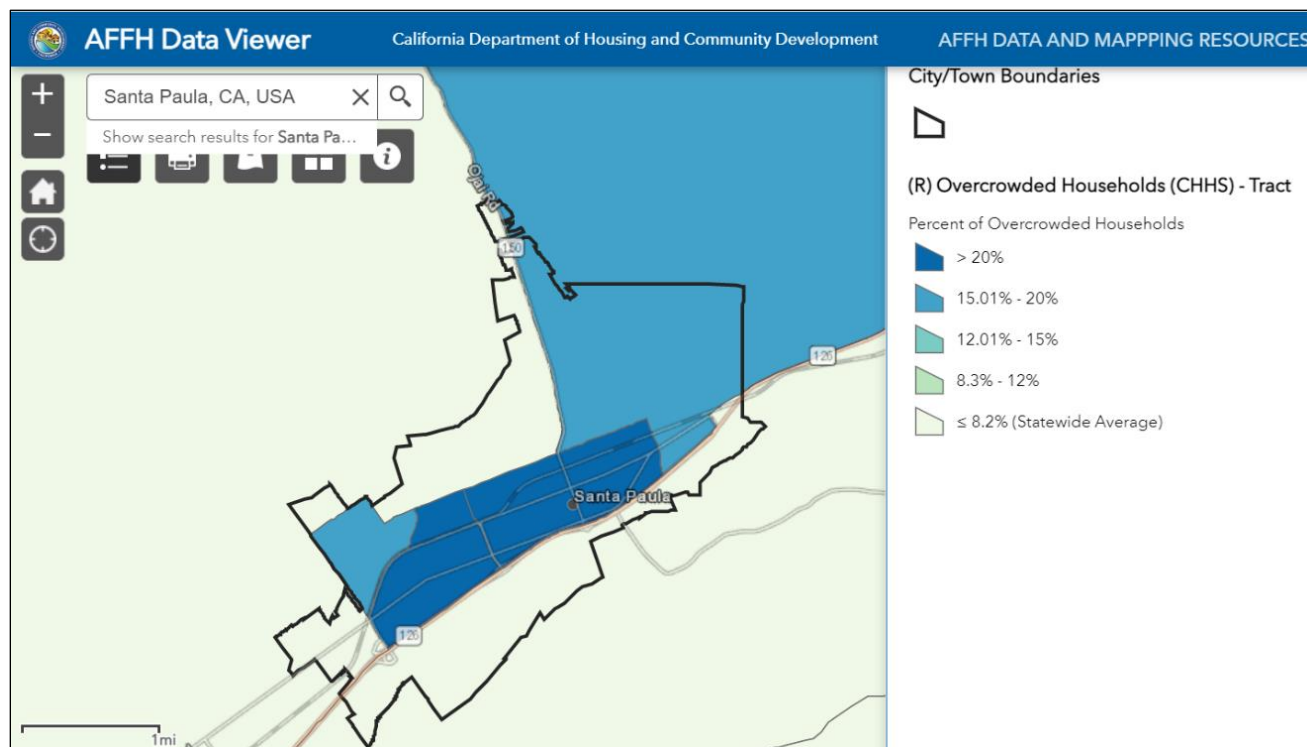 AFFH Data Viewer
California Department of Housing and Community Development
AFFH DATA AND MAPPPING RESOURCES
Santa Paula, CA, USA
Show search results for Santa Pa...
Ojai Rd
150
126
Santa Paula
126
1mi
City/Town Boundaries
(R) Overcrowded Households (CHHS) - Tract
Percent of Overcrowded Households
> 20%
15.01% - 20%
12.01% - 15%
8.3% - 12%
≤ 8.2% (Statewide Average)